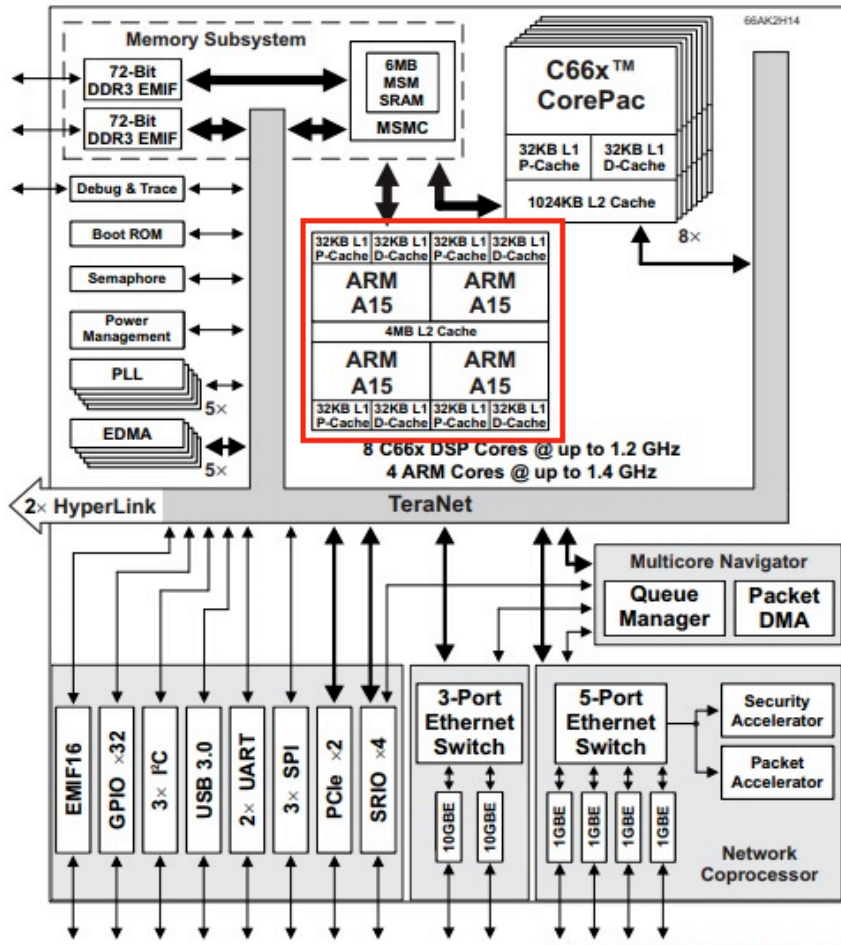 66AK2H14
Memory Subsystem
72-Bit
DDR3 EMIF
72-Bit
DDR3 EMIF
6MB
MSM
SRAM
MSMC
C66x™
CorePac
32KB L1
P-Cache
32KB L1
D-Cache
1024KB L2 Cache
8×
Debug & Trace
Boot ROM
Semaphore
Power
Management
PLL
5×
EDMA
5×
32KB L1
P-Cache
32KB L1
D-Cache
32KB L1
P-Cache
32KB L1
D-Cache
ARM
A15
ARM
A15
4MB L2 Cache
ARM
A15
ARM
A15
32KB L1
P-Cache
32KB L1
D-Cache
32KB L1
P-Cache
32KB L1
D-Cache
8 C66x DSP Cores @ up to 1.2 GHz
4 ARM Cores @ up to 1.4 GHz
2× HyperLink
TeraNet
Multicore Navigator
Queue
Manager
Packet
DMA
EMIF16
GPIO ×32
3× I²C
USB 3.0
2× UART
3× SPI
PCIe ×2
SRIO ×4
3-Port
Ethernet
Switch
10GBE
10GBE
5-Port
Ethernet
Switch
1GBE
1GBE
1GBE
1GBE
Security
Accelerator
Packet
Accelerator
Network
Coprocessor